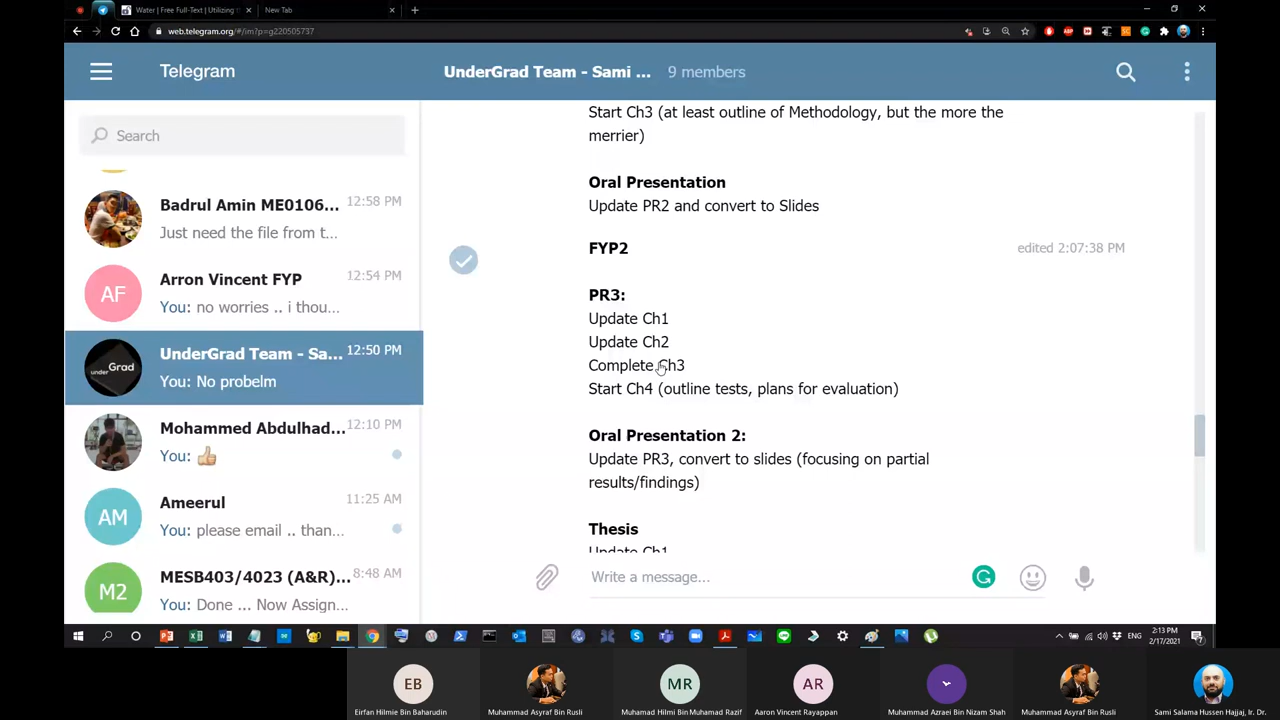 Water | Free Full-Text | Utilizing t
New Tab
web.telegram.org/#/im?p=g220505737
Telegram
UnderGrad Team - Sami ...
9 members
Search
Badrul Amin ME0106...
12:58 PM
Just need the file from t...
AF
Arron Vincent FYP
12:54 PM
You: no worries .. i thou...
underGrad
UnderGrad Team - Sa...
12:50 PM
You: No probelm
Mohammed Abdulhad...
12:10 PM
You: 👍
AM
Ameerul
11:25 AM
You: please email .. than...
M2
MESB403/4023 (A&R)...
8:48 AM
You: Done ... Now Assign...
Start Ch3 (at least outline of Methodology, but the more the
merrier)
Oral Presentation
Update PR2 and convert to Slides
FYP2
edited 2:07:38 PM
PR3:
Update Ch1
Update Ch2
Complete Ch3
Start Ch4 (outline tests, plans for evaluation)
Oral Presentation 2:
Update PR3, convert to slides (focusing on partial
results/findings)
Thesis
Update Ch1
Write a message...
ENG
2:13 PM
2/17/2021
EB
Eirfan Hilmie Bin Baharudin
Muhammad Asyraf Bin Rusli
MR
Muhamad Hilmi Bin Muhamad Razif
AR
Aaron Vincent Rayappan
Muhammad Azraei Bin Nizam Shah
Muhammad Asyraf Bin Rusli
Sami Salama Hussen Hajjaj, Ir. Dr.